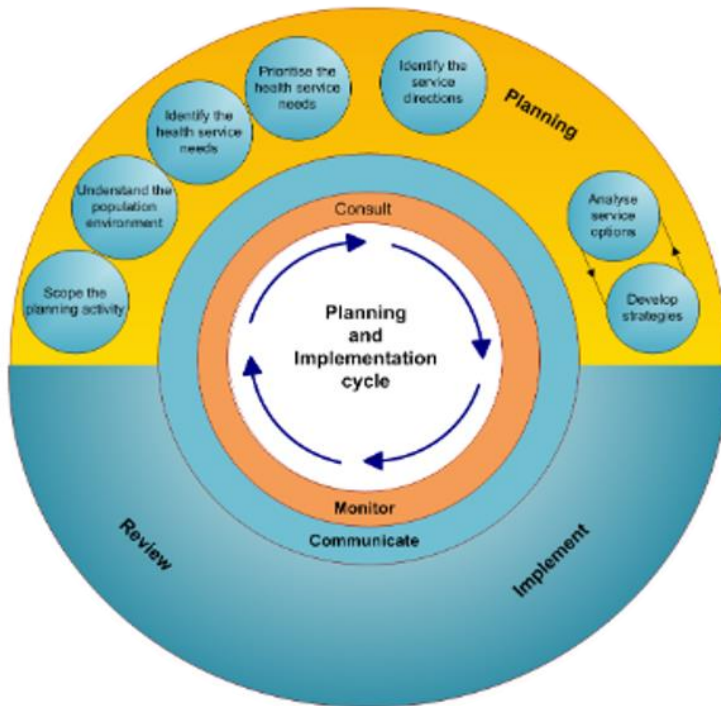 Prioritise the
health service
needs
Identify the
service
directions
Planning
Identify the
health service
needs
Understand the
population
environment
Analyse
service
options
Scope the
planning activity
Develop
strategies
Consult
Planning
and
Implementation
cycle
Monitor
Communicate
Review
Implement